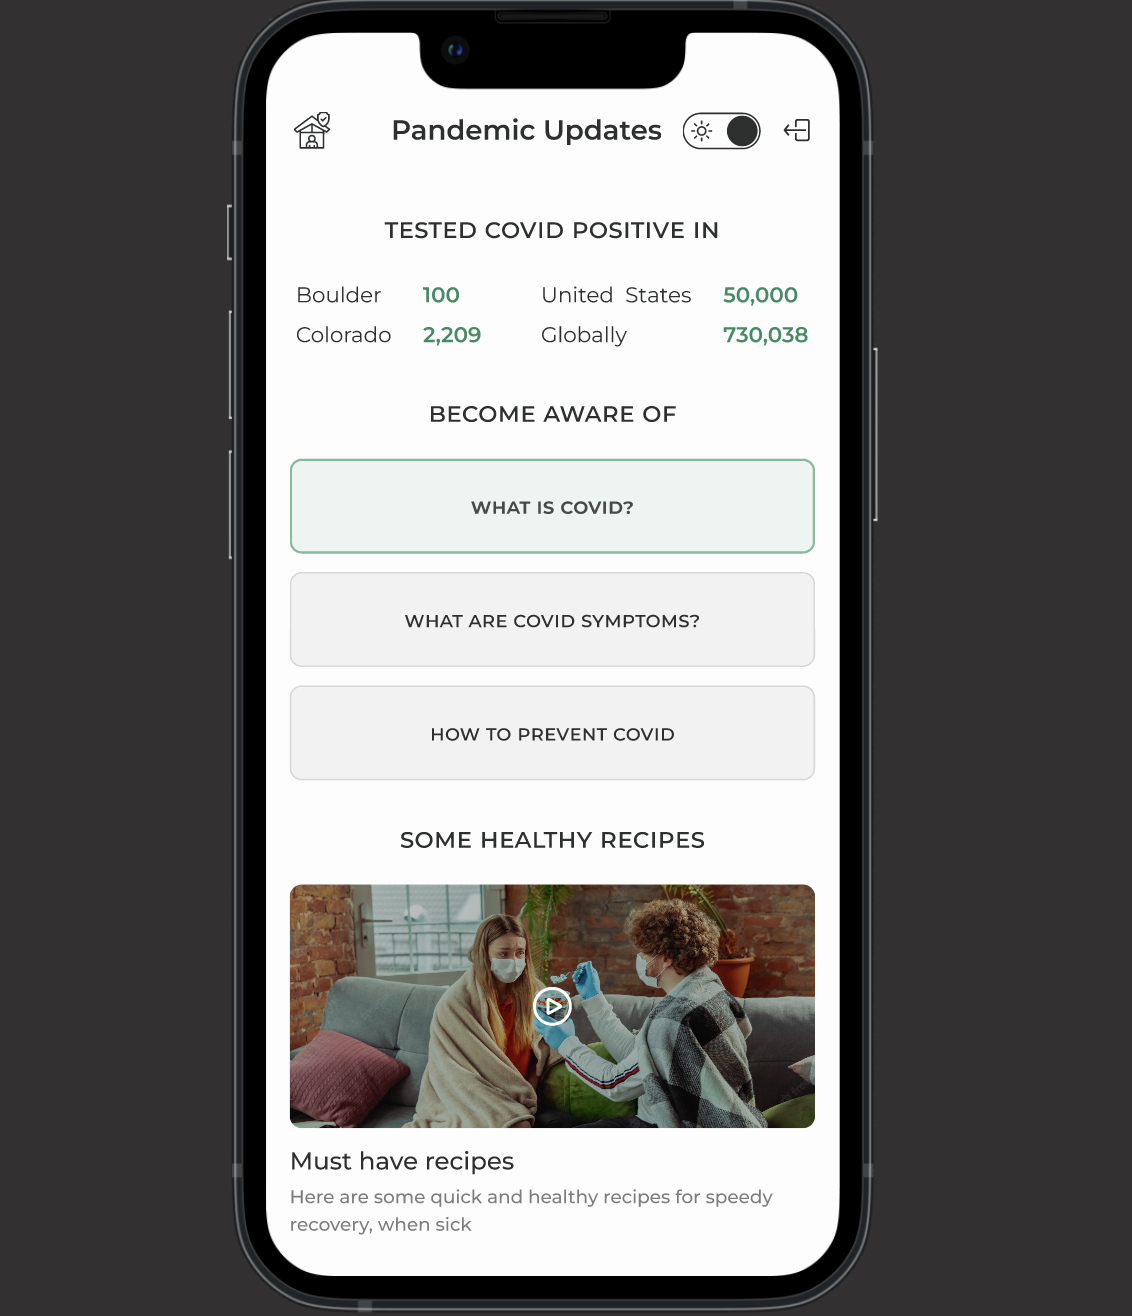 Pandemic Updates
TESTED COVID POSITIVE IN
Boulder 100 United States 50,000
Colorado 2,209 Globally 730,038
BECOME AWARE OF
WHAT IS COVID?
WHAT ARE COVID SYMPTOMS?
HOW TO PREVENT COVID
SOME HEALTHY RECIPES
Must have recipes
Here are some quick and healthy recipes for speedy
recovery, when sick